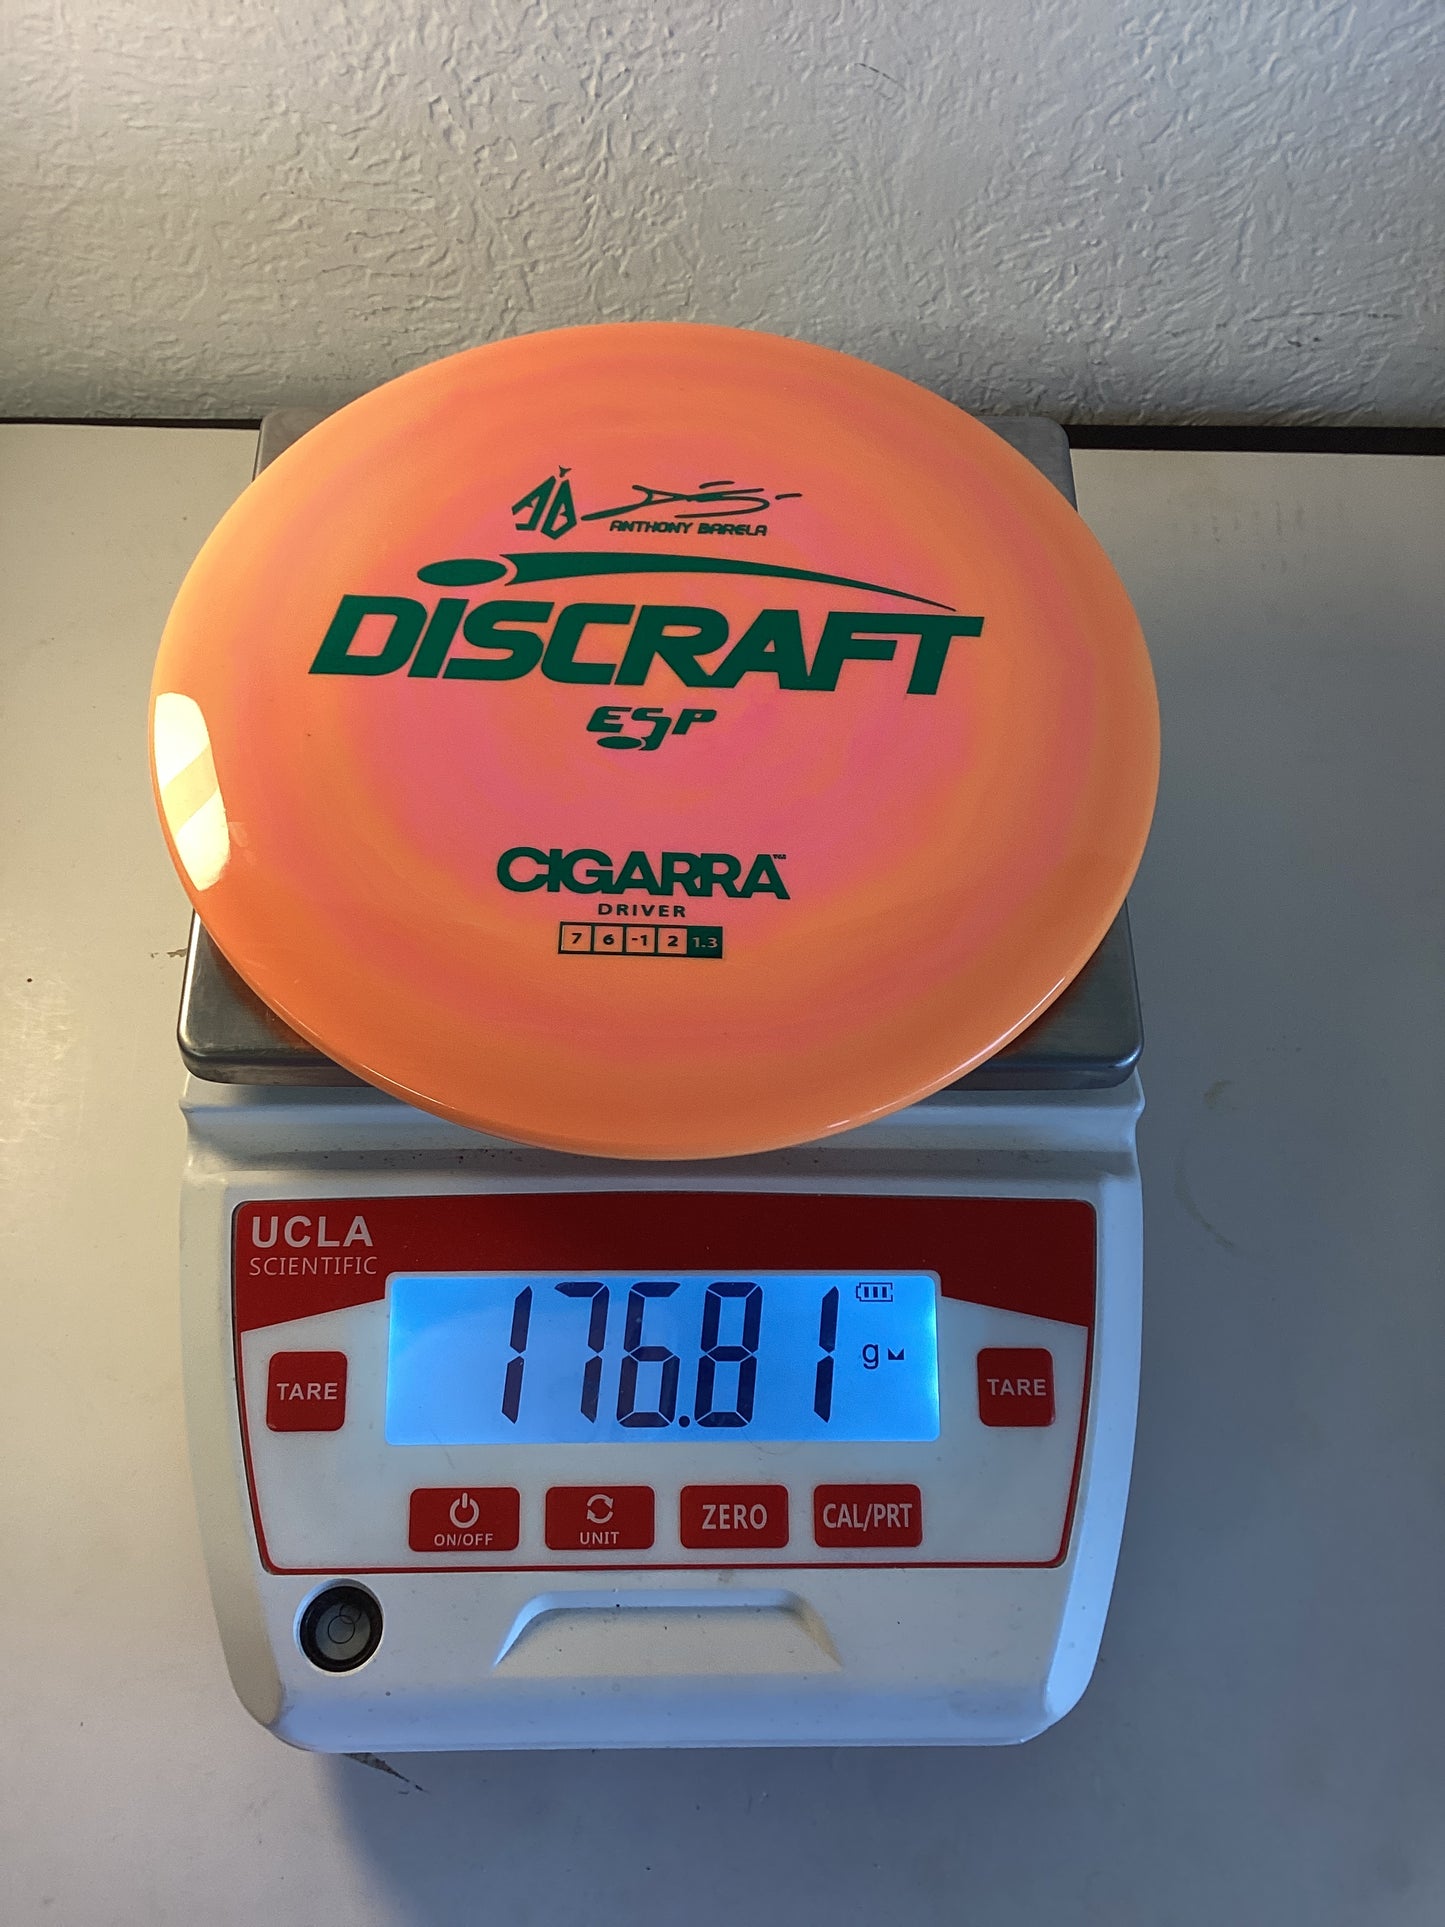 AB
ANTHONY BARELA
DISCRAFT
ESP
CIGARRA™
DRIVER
7 6 -1 2 1.3
UCLA
SCIENTIFIC
176.81 g
TARE
TARE
ON/OFF
UNIT
ZERO
CAL/PRT